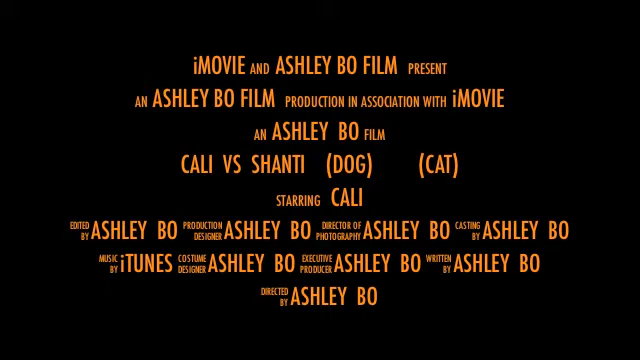 iMOVIE AND ASHLEY BO FILM PRESENT
AN ASHLEY BO FILM PRODUCTION IN ASSOCIATION WITH iMOVIE
AN ASHLEY BO FILM
CALI VS SHANTI (DOG) (CAT)
STARRING CALI
EDITED BY ASHLEY BO PRODUCTION DESIGNER ASHLEY BO DIRECTOR OF PHOTOGRAPHY ASHLEY BO CASTING BY ASHLEY BO
MUSIC BY iTUNES COSTUME DESIGNER ASHLEY BO EXECUTIVE PRODUCER ASHLEY BO WRITTEN BY ASHLEY BO
DIRECTED BY ASHLEY BO